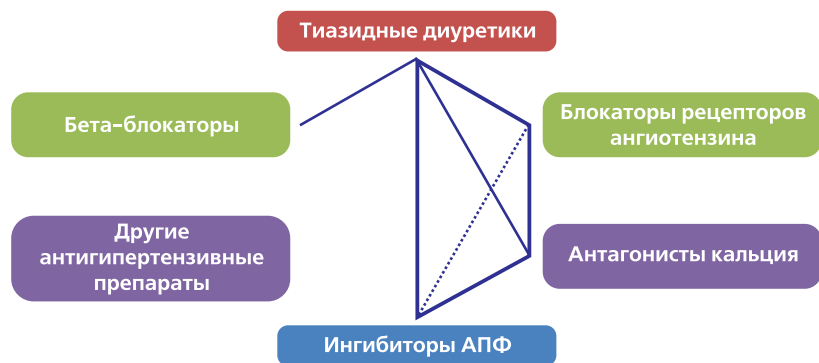 Тиазидные диуретики
Бета-блокаторы
Блокаторы рецепторов
ангиотензина
Другие
антигипертензивные
препараты
Антагонисты кальция
Ингибиторы АПФ